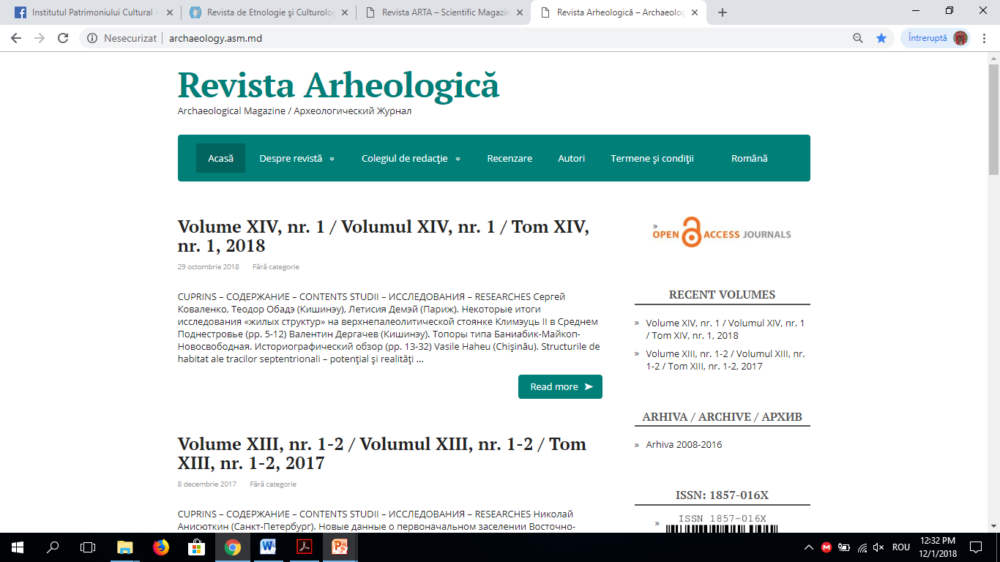 Institutul Patrimoniului Cultural -
Revista de Etnologie și Culturolog
Revista ARTA – Scientific Magazin
Revista Arheologică – Archaeolog
Nesecurizat
archaeology.asm.md
Întreruptă
Revista Arheologică
Archaeological Magazine / Археологический Журнал
Acasă
Despre revistă
Colegiul de redacţie
Recenzare
Autori
Termene şi condiţii
Română
Volume XIV, nr. 1 / Volumul XIV, nr. 1 / Tom XIV,
nr. 1, 2018
29 octombrie 2018 Fără categorie
CUPRINS – СОДЕРЖАНИЕ – CONTENTS STUDII – ИССЛЕДОВАНИЯ – RESEARCHES Сергей
Коваленко, Теодор Обадэ (Кишинэу), Летисия Демэй (Париж). Некоторые итоги
исследования «жилых структур» на верхнепалеолитической стоянке Климэуць II в Среднем
Поднестровье (pp. 5-12) Валентин Дергачев (Кишинэу). Топоры типа Баниабик-Майкоп-
Новосвободная. Историографический обзор (pp. 13-32) Vasile Haheu (Chişinău). Structurile de
habitat ale tracilor septentrionali – potenţial şi realităţi ...
Read more
Volume XIII, nr. 1-2 / Volumul XIII, nr. 1-2 / Tom
XIII, nr. 1-2, 2017
8 decembrie 2017 Fără categorie
CUPRINS – СОДЕРЖАНИЕ – CONTENTS STUDII – ИССЛЕДОВАНИЯ – RESEARCHES Николай
Анисюткин (Санкт-Петербург). Новые данные о первоначальном заселении Восточно-
OPEN ACCESS JOURNALS
RECENT VOLUMES
Volume XIV, nr. 1 / Volumul XIV, nr. 1
/ Tom XIV, nr. 1, 2018
Volume XIII, nr. 1-2 / Volumul XIII, nr.
1-2 / Tom XIII, nr. 1-2, 2017
ARHIVA / ARCHIVE / АРХИВ
Arhiva 2008-2016
ISSN: 1857-016X
ISSN 1857-016X
ROU
12:32 PM
12/1/2018